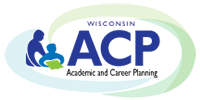 WISCONSIN
ACP
Academic and Career Planning